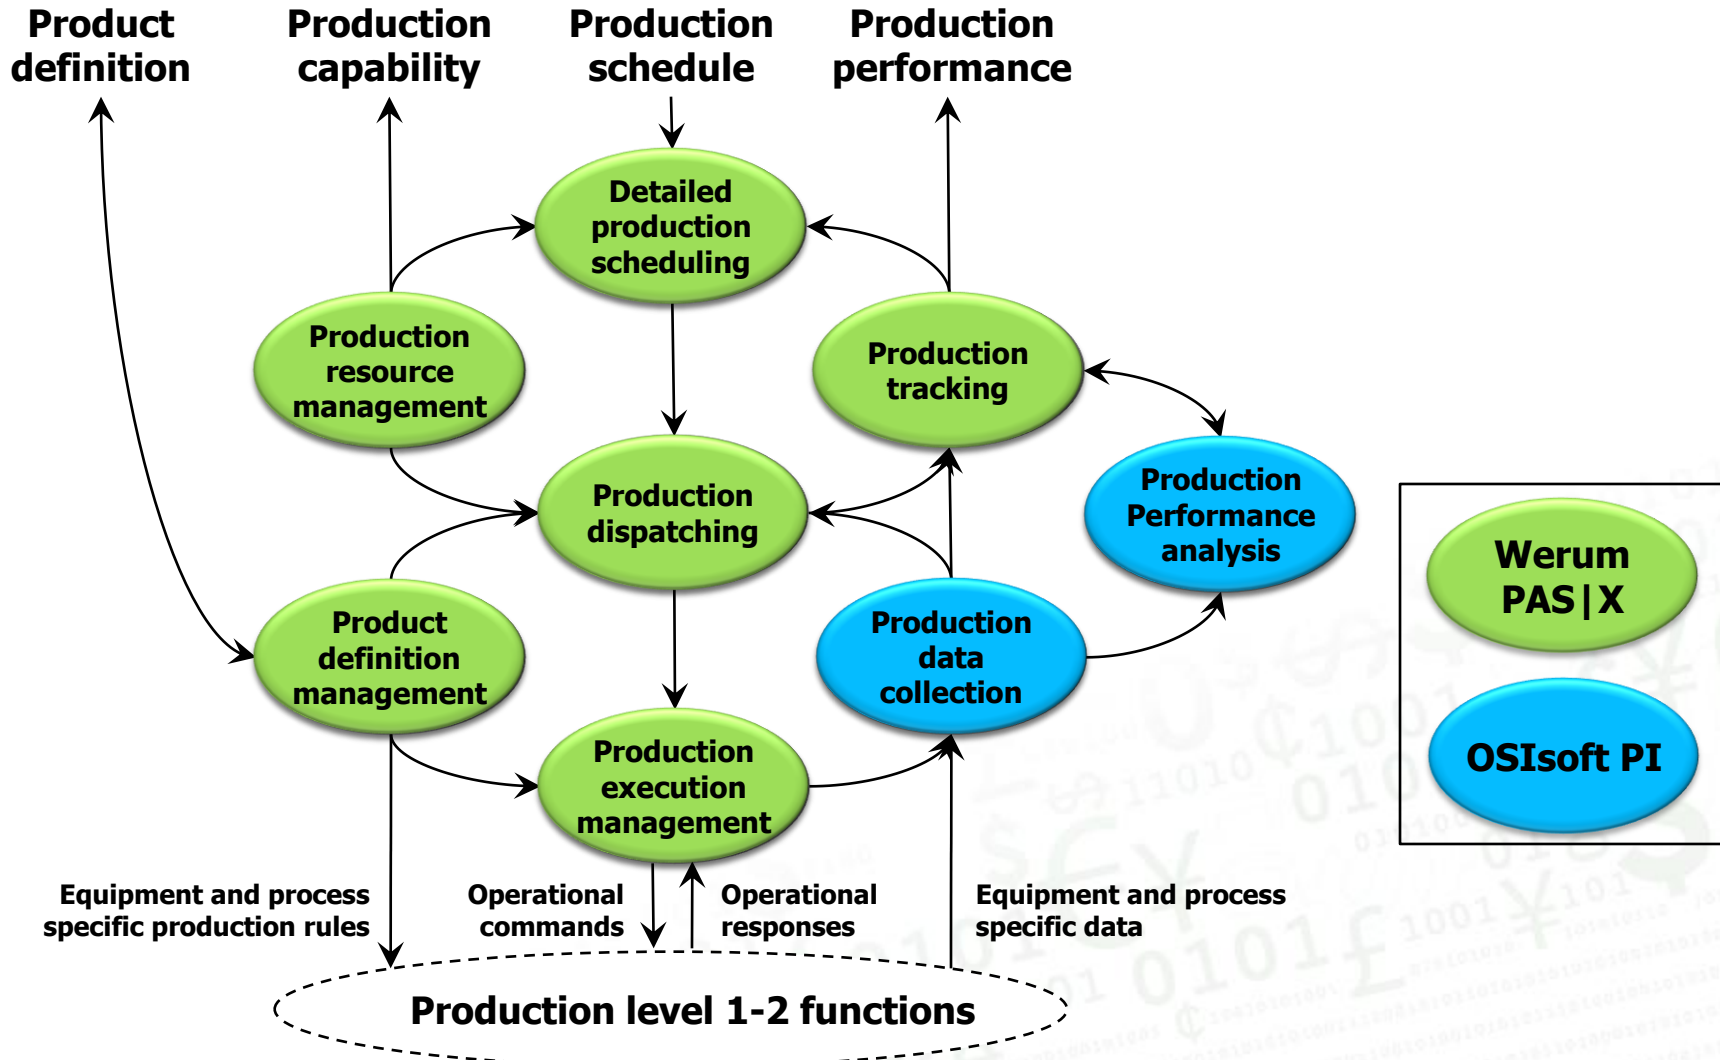 Product
definition
Production
capability
Production
schedule
Production
performance
Detailed
production
scheduling
Production
resource
management
Production
tracking
Production
dispatching
Production
Performance
analysis
Product
definition
management
Production
data
collection
Production
execution
management
Werum
PAS|X
OSIsoft PI
Equipment and process
specific production rules
Operational
commands
Operational
responses
Equipment and process
specific data
Production level 1-2 functions